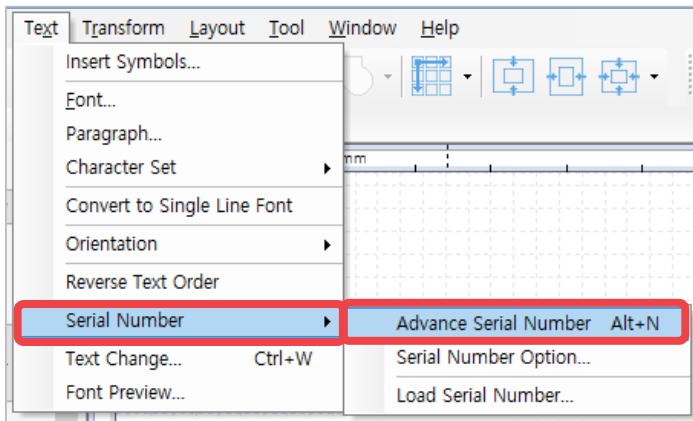 Text Transform Layout Tool Window Help
Insert Symbols...
Font...
Paragraph...
Character Set
mm
Convert to Single Line Font
Orientation
Reverse Text Order
Serial Number
Advance Serial Number Alt+N
Text Change... Ctrl+W
Serial Number Option...
Font Preview...
Load Serial Number...